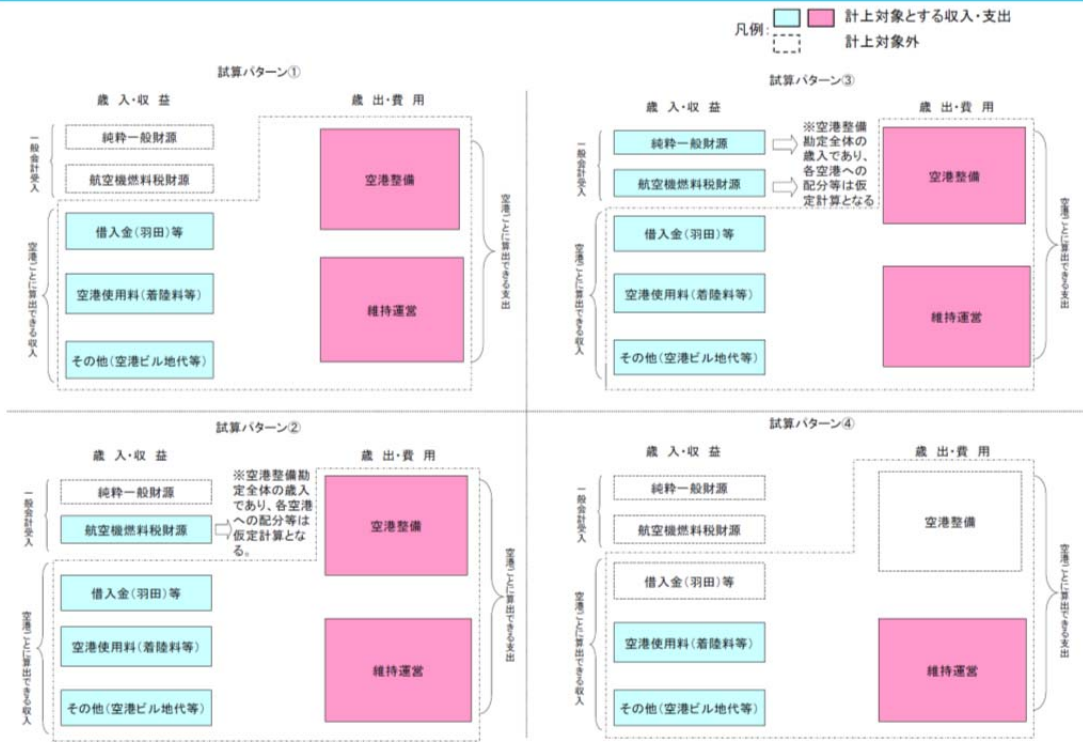 凡例: 計上対象とする収入・支出
計上対象外
試算パターン①
歳 入・収 益
歳 出・費 用
一般会計受入
純粋一般財源
航空機燃料税財源
空港ごとに算出できる収入
借入金(羽田)等
空港使用料(着陸料等)
その他(空港ビル地代等)
空港整備
維持運営
空港ごとに算出できる支出
試算パターン③
歳 入・収 益
歳 出・費 用
一般会計受入
純粋一般財源
航空機燃料税財源
※空港整備
勘定全体の
歳入であり、
各空港への
配分等は仮
定計算となる
空港ごとに算出できる収入
借入金(羽田)等
空港使用料(着陸料等)
その他(空港ビル地代等)
空港整備
維持運営
空港ごとに算出できる支出
試算パターン②
歳 入・収 益
歳 出・費 用
一般会計受入
純粋一般財源
航空機燃料税財源
※空港整備勘
定全体の歳入
であり、各空港
への配分等は
仮定計算とな
る。
空港ごとに算出できる収入
借入金(羽田)等
空港使用料(着陸料等)
その他(空港ビル地代等)
空港整備
維持運営
空港ごとに算出できる支出
試算パターン④
歳 入・収 益
歳 出・費 用
一般会計受入
純粋一般財源
航空機燃料税財源
空港ごとに算出できる収入
借入金(羽田)等
空港使用料(着陸料等)
その他(空港ビル地代等)
空港整備
維持運営
空港ごとに算出できる支出